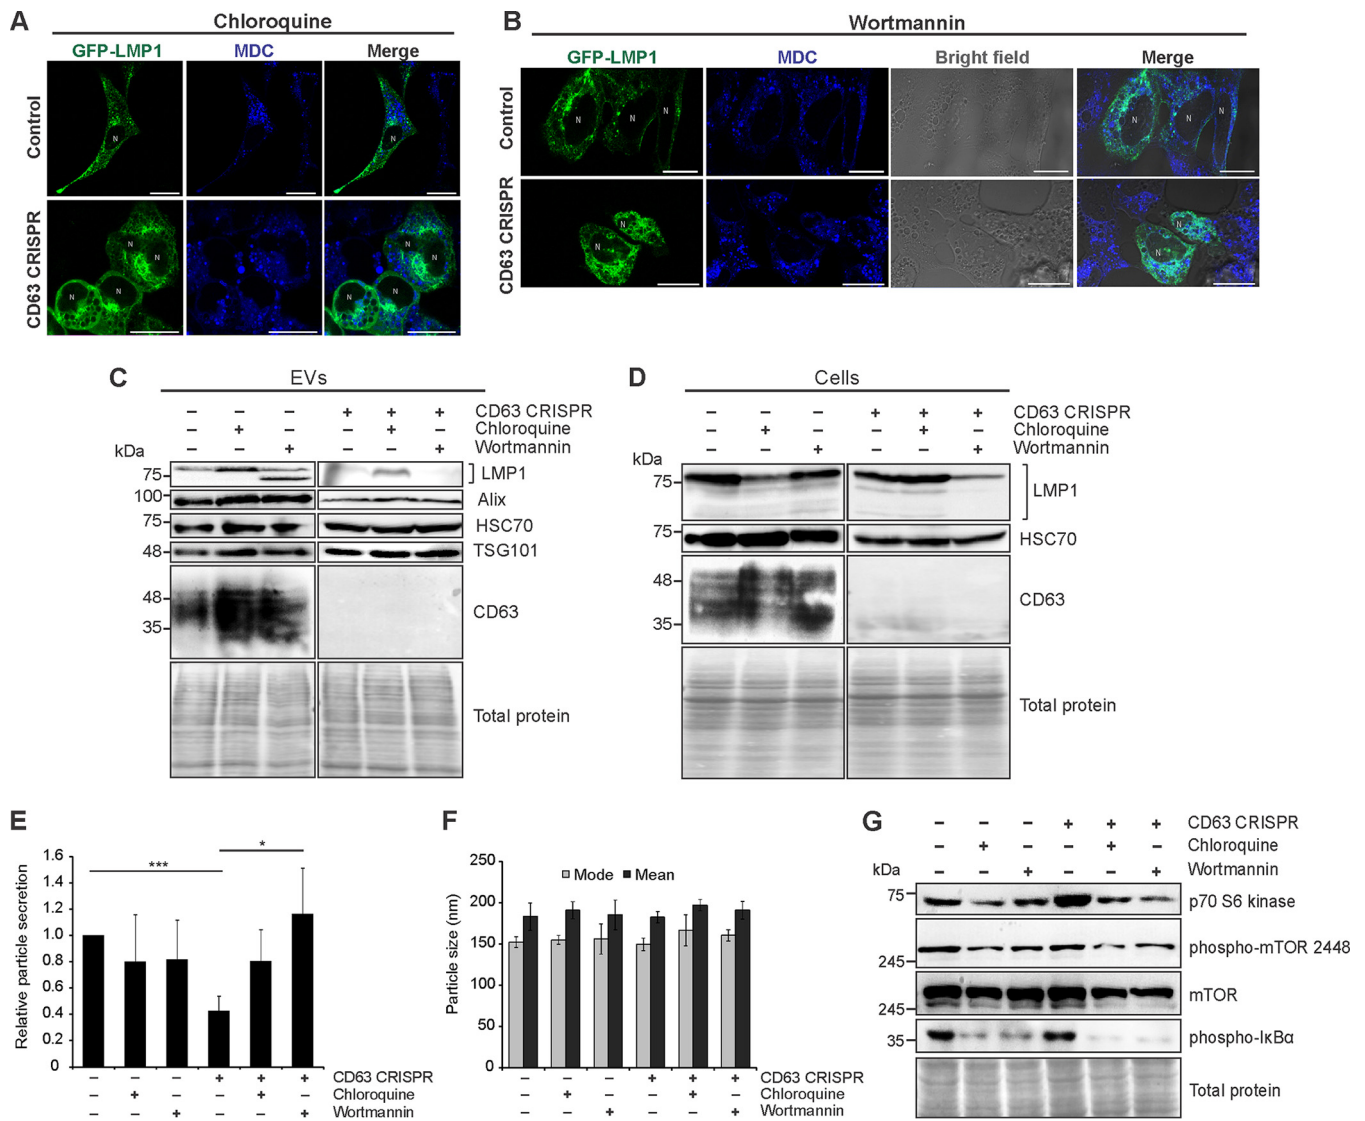 A
Chloroquine
GFP-LMP1 MDC Merge
Control
N
CD63 CRISPR
N N N N
B
Wortmannin
GFP-LMP1 MDC Bright field Merge
Control
N N N
N N N
CD63 CRISPR
N N
N N
C
EVs
– – – + + + CD63 CRISPR
– + – – + – Chloroquine
– – + – – + Wortmannin
kDa
75 LMP1
100 Alix
75 HSC70
48 TSG101
48
CD63
35
Total protein
D
Cells
– – – + + + CD63 CRISPR
– + – – + – Chloroquine
– – + – – + Wortmannin
kDa
75 LMP1
75 HSC70
48
CD63
35
Total protein
E
Relative particle secretion
1.6
1.4
1.2
1.0
0.8
0.6
0.4
0.2
0
*** *
– – – + + + CD63 CRISPR
– + – – + – Chloroquine
– – + – – + Wortmannin
F
Particle size (nm)
250
200
150
100
50
0
Mode Mean
– – – + + + CD63 CRISPR
– + – – + – Chloroquine
– – + – – + Wortmannin
G
– – – + + + CD63 CRISPR
– + – – + – Chloroquine
– – + – – + Wortmannin
kDa
75 p70 S6 kinase
245 phospho-mTOR 2448
mTOR
245
35 phospho-IκBα
Total protein